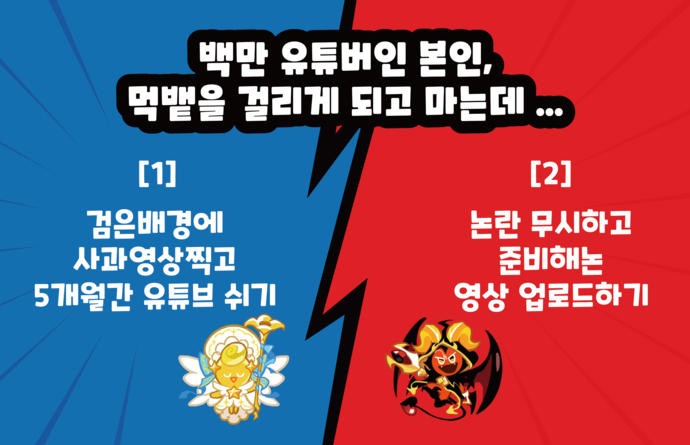 백만 유튜버인 본인,
먹뱉을 걸리게 되고 마는데 ...
[1]
검은배경에
사과영상찍고
5개월간 유튜브 쉬기
[2]
논란 무시하고
준비해논
영상 업로드하기